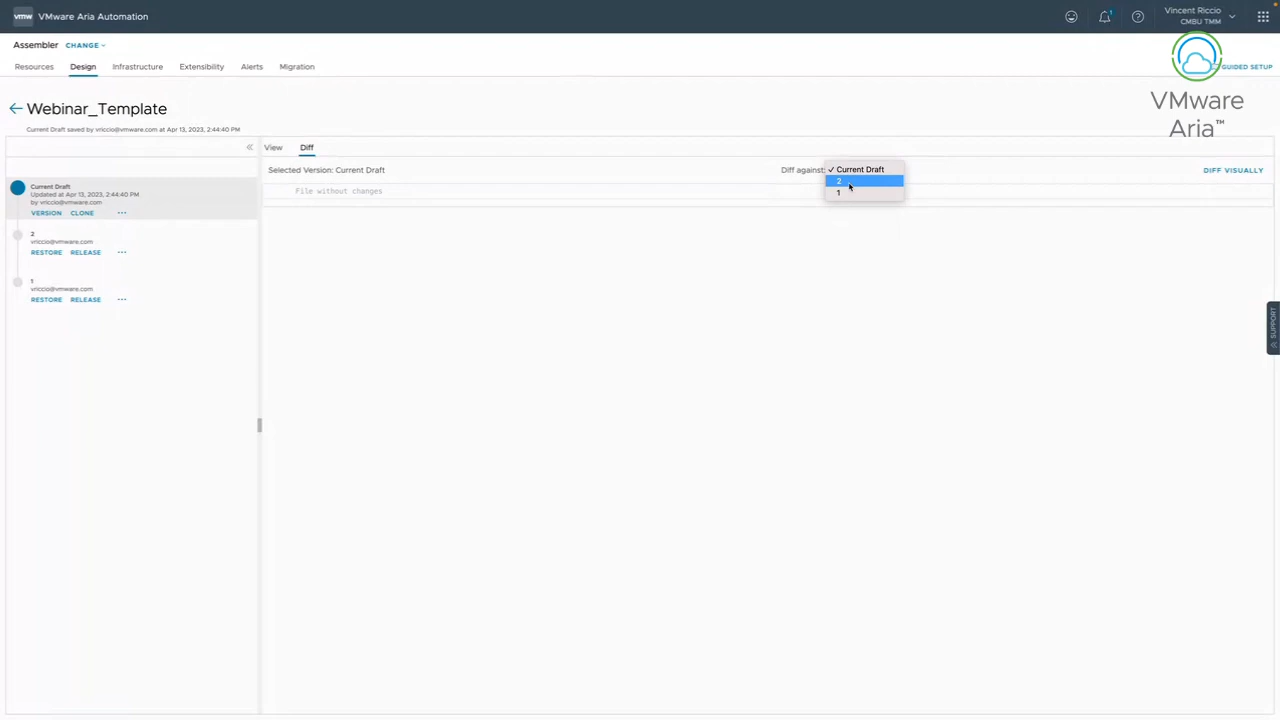 vmw VMware Aria Automation
Vincent Riccio
CMBU TMM
1
Assembler CHANGE
Resources Design Infrastructure Extensibility Alerts Migration
GUIDED SETUP
VMware
Aria™
Webinar_Template
Current Draft saved by vriccio@vmware.com at Apr 13, 2023, 2:44:40 PM
View Diff
Selected Version: Current Draft
Diff against: ✓ Current Draft
2
1
DIFF VISUALLY
File without changes
Current Draft
Updated at Apr 13, 2023, 2:44:40 PM
by vriccio@vmware.com
VERSION CLONE ...
2
vriccio@vmware.com
RESTORE RELEASE ...
1
vriccio@vmware.com
RESTORE RELEASE ...
SUPPORT